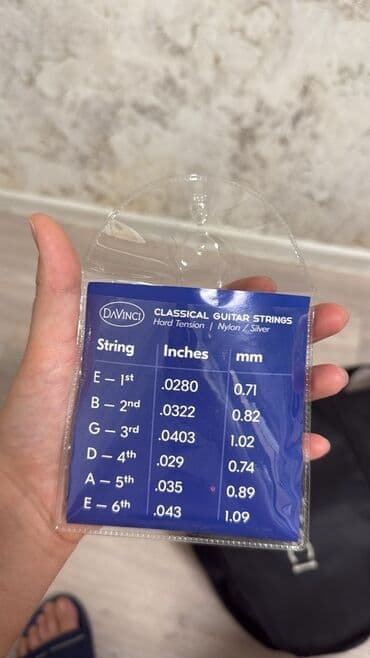 DAVINCI CLASSICAL GUITAR STRINGS
Hard Tension | Nylon / Silver
String Inches mm
E – 1st .0280 0.71
B – 2nd .0322 0.82
G – 3rd .0403 1.02
D – 4th .029 0.74
A – 5th .035 0.89
E – 6th .043 1.09